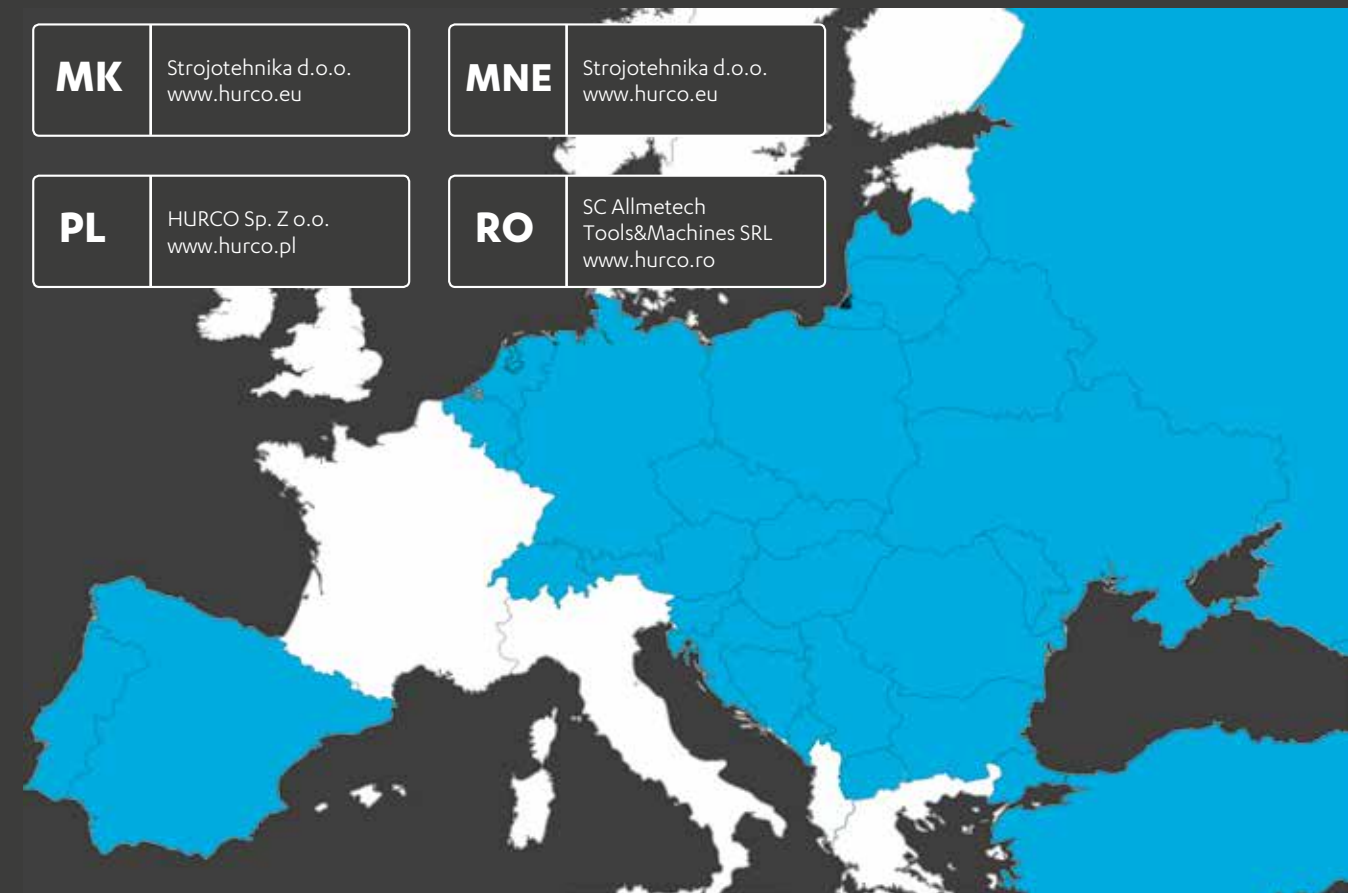 MK
Strojotehnika d.o.o.
www.hurco.eu
MNE
Strojotehnika d.o.o.
www.hurco.eu
PL
HURCO Sp. Z o.o.
www.hurco.pl
RO
SC Allmetech
Tools&Machines SRL
www.hurco.ro